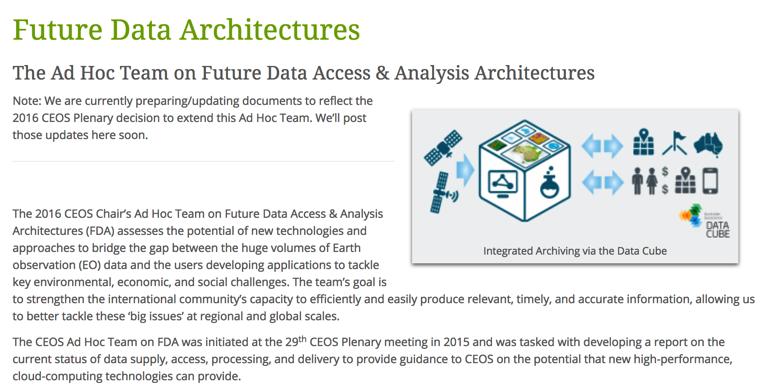 Future Data Architectures
The Ad Hoc Team on Future Data Access & Analysis Architectures
Note: We are currently preparing/updating documents to reflect the
2016 CEOS Plenary decision to extend this Ad Hoc Team. We’ll post
those updates here soon.
$
$
DATA
CUBE
Integrated Archiving via the Data Cube
The 2016 CEOS Chair’s Ad Hoc Team on Future Data Access & Analysis
Architectures (FDA) assesses the potential of new technologies and
approaches to bridge the gap between the huge volumes of Earth
observation (EO) data and the users developing applications to tackle
key environmental, economic, and social challenges. The team’s goal is
to strengthen the international community’s capacity to efficiently and easily produce relevant, timely, and accurate information, allowing us
to better tackle these ‘big issues’ at regional and global scales.
The CEOS Ad Hoc Team on FDA was initiated at the 29th CEOS Plenary meeting in 2015 and was tasked with developing a report on the
current status of data supply, access, processing, and delivery to provide guidance to CEOS on the potential that new high-performance,
cloud-computing technologies can provide.